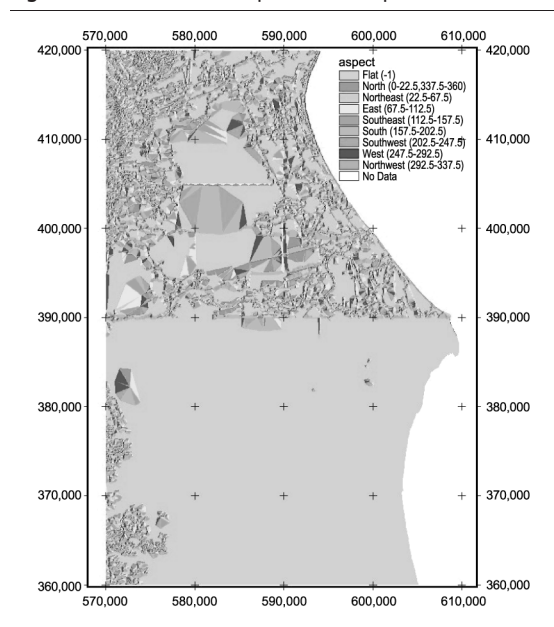 570,000 580,000 590,000 600,000 610,000
420,000 420,000
aspect
Flat (-1)
North (0-22.5,337.5-360)
Northeast (22.5-67.5)
East (67.5-112.5)
Southeast (112.5-157.5)
South (157.5-202.5)
Southwest (202.5-247.5)
West (247.5-292.5)
Northwest (292.5-337.5)
No Data
410,000 410,000
400,000 400,000
390,000 390,000
380,000 380,000
370,000 370,000
360,000 360,000
570,000 580,000 590,000 600,000 610,000